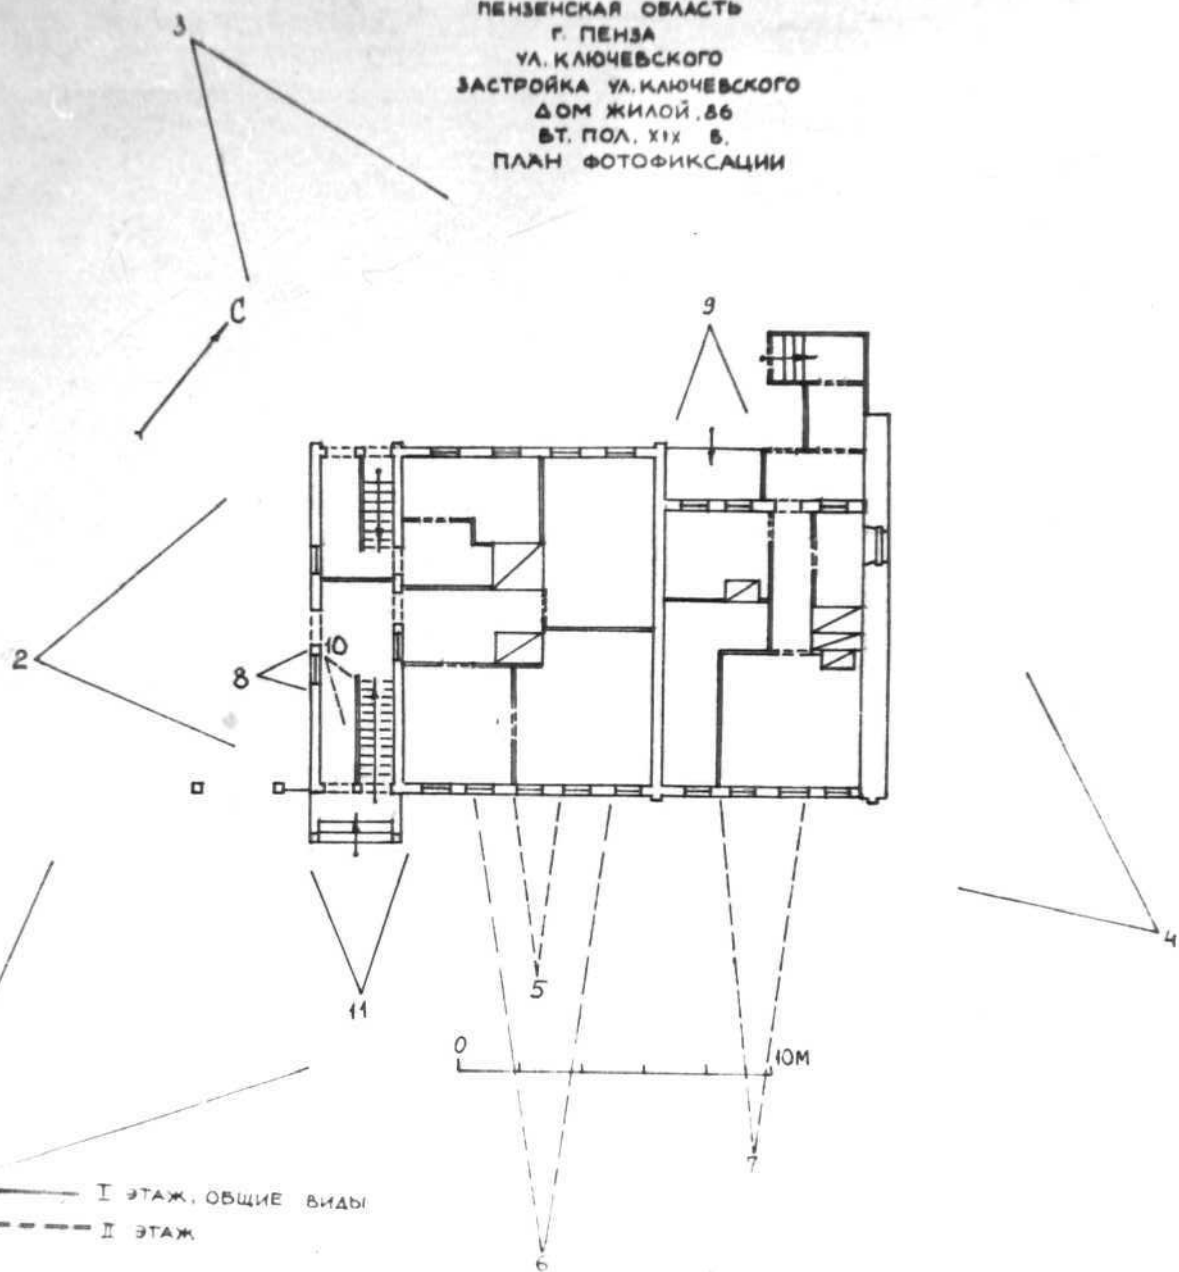 ПЕНЗЕНСКАЯ ОБЛАСТЬ
Г. ПЕНЗА
УЛ. КЛЮЧЕВСКОГО
ЗАСТРОЙКА УЛ. КЛЮЧЕВСКОГО
ДОМ ЖИЛОЙ, 86
ВТ. ПОЛ. XIX В.
ПЛАН ФОТОФИКСАЦИИ
3
С
9
2
8
10
4
5
11
0
10М
7
6
I ЭТАЖ, ОБЩИЕ ВИДЫ
II ЭТАЖ